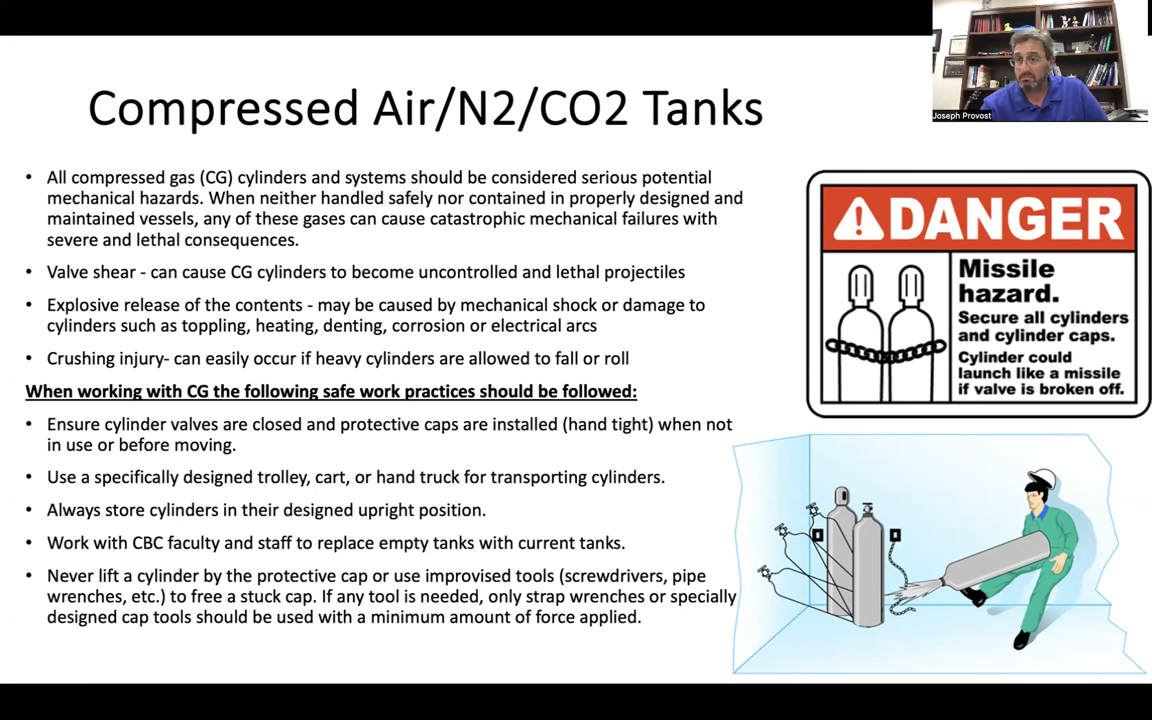 Joseph Provost
Compressed Air/N2/CO2 Tanks
• All compressed gas (CG) cylinders and systems should be considered serious potential
mechanical hazards. When neither handled safely nor contained in properly designed and
maintained vessels, any of these gases can cause catastrophic mechanical failures with
severe and lethal consequences.
• Valve shear - can cause CG cylinders to become uncontrolled and lethal projectiles
• Explosive release of the contents - may be caused by mechanical shock or damage to
cylinders such as toppling, heating, denting, corrosion or electrical arcs
• Crushing injury- can easily occur if heavy cylinders are allowed to fall or roll
When working with CG the following safe work practices should be followed:
• Ensure cylinder valves are closed and protective caps are installed (hand tight) when not
in use or before moving.
• Use a specifically designed trolley, cart, or hand truck for transporting cylinders.
• Always store cylinders in their designed upright position.
• Work with CBC faculty and staff to replace empty tanks with current tanks.
• Never lift a cylinder by the protective cap or use improvised tools (screwdrivers, pipe
wrenches, etc.) to free a stuck cap. If any tool is needed, only strap wrenches or specially
designed cap tools should be used with a minimum amount of force applied.
DANGER
Missile
hazard.
Secure all cylinders
and cylinder caps.
Cylinder could
launch like a missile
if valve is broken off.